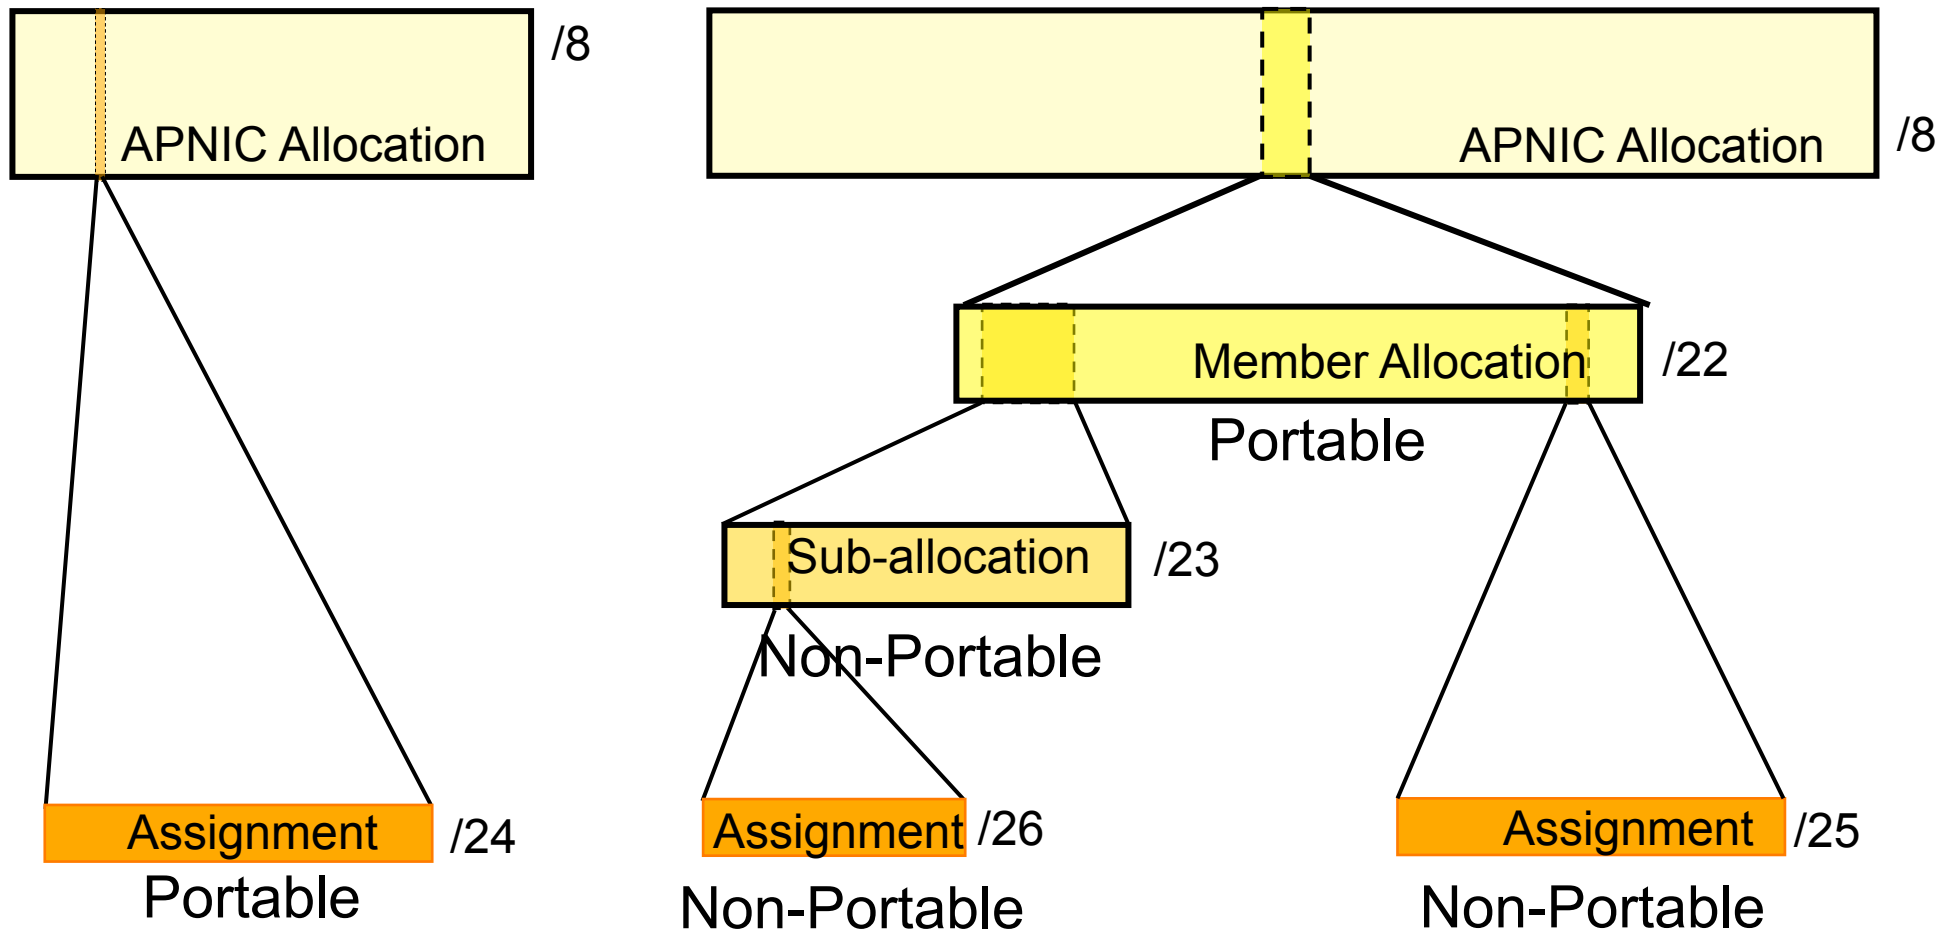 /8
APNIC Allocation
APNIC Allocation
/8
Member Allocation
/22
Portable
Sub-allocation
/23
Non-Portable
Assignment
/24
Portable
Assignment
/26
Non-Portable
Assignment
/25
Non-Portable